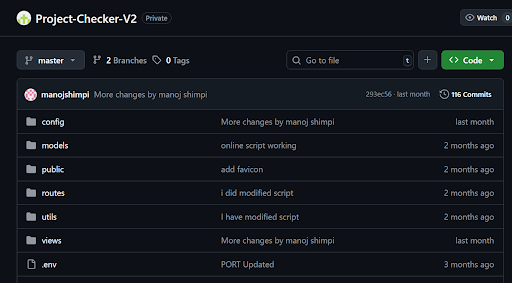 Project-Checker-V2 Private Watch 0
master 2 Branches 0 Tags Go to file t Code
manojshimpi More changes by manoj shimpi 293ec56 · last month 116 Commits
config More changes by manoj shimpi last month
models online script working 2 months ago
public add favicon 2 months ago
routes i did modified script 2 months ago
utils I have modified script 2 months ago
views More changes by manoj shimpi last month
.env PORT Updated 3 months ago